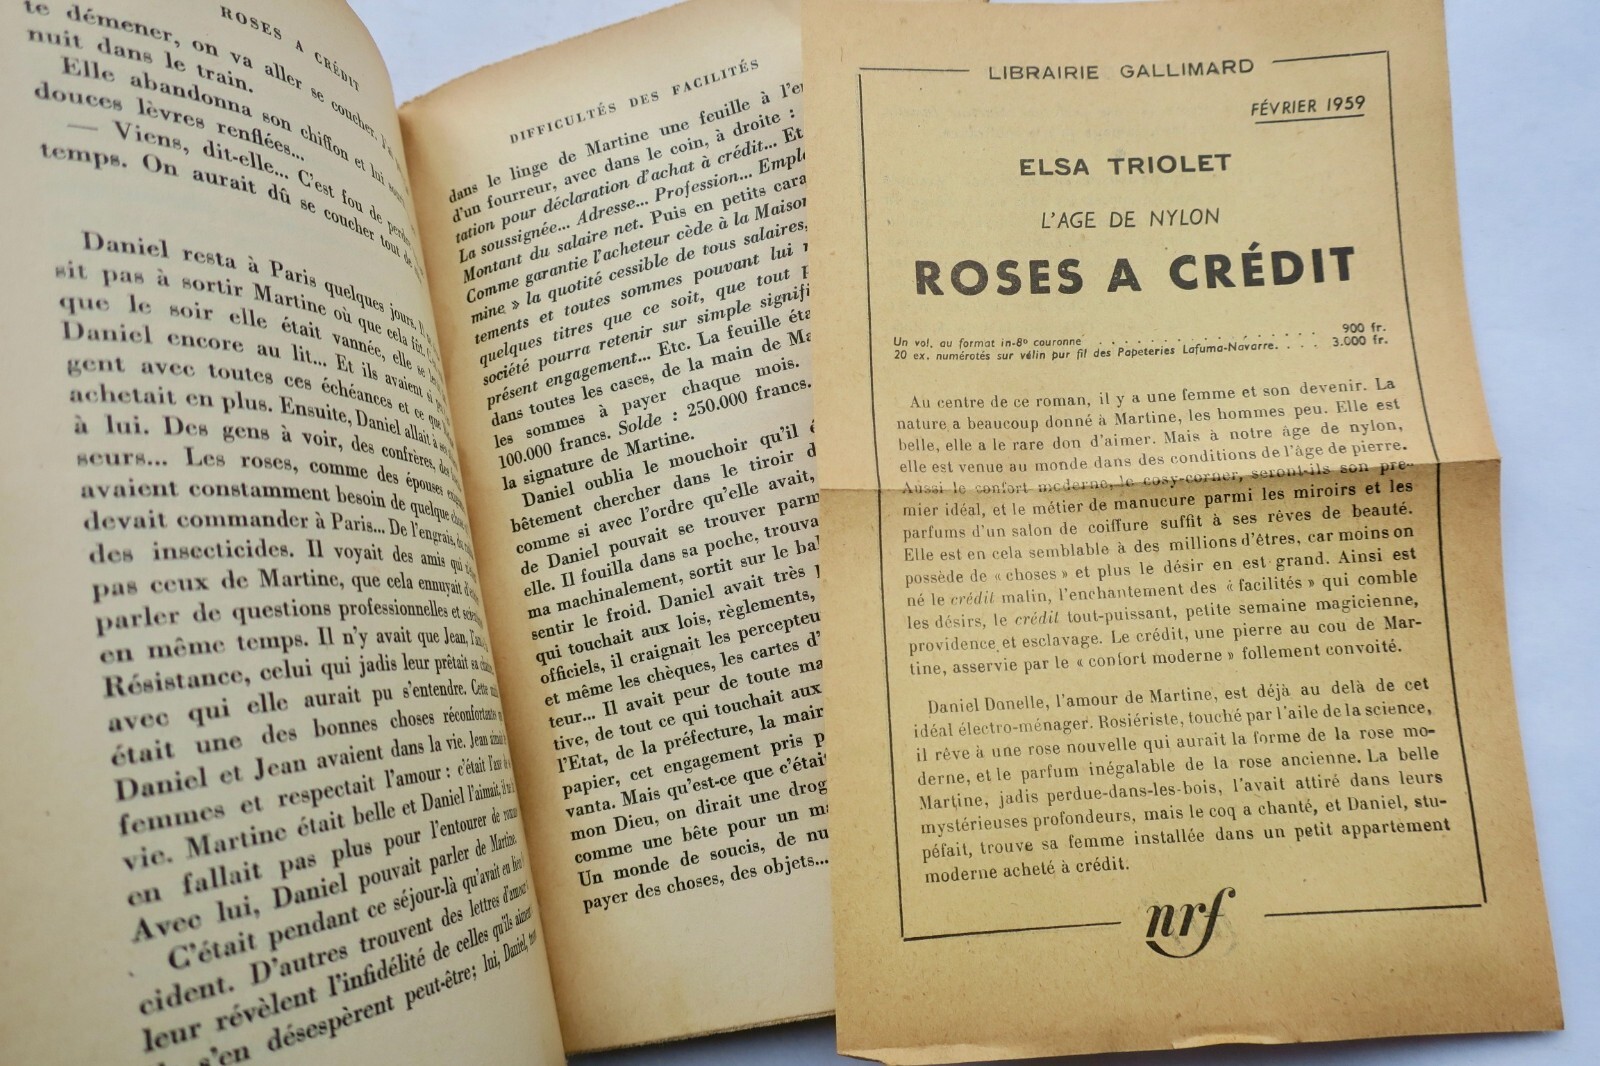 ROSES A CRÉDIT
te démener, on va aller se coucher. J'ai
nuit dans le train.
Elle abandonna son chiffon et lui
douces lèvres renflées...
— Viens, dit-elle... C'est fou de perdre
temps. On aurait dû se coucher tout de
Daniel resta à Paris quelques jours.
sit pas à sortir Martine où que cela fût.
que le soir elle était vannée, elle se
Daniel encore au lit... Et ils avaient si
gent avec toutes ces échéances et ce que
achetait en plus. Ensuite, Daniel allait à ses
à lui. Des gens à voir, des confrères, des
seurs... Les roses, comme des épouses
avaient constamment besoin de quelque chose
devait commander à Paris... De l'engrais, du
des insecticides. Il voyait des amis qui
pas ceux de Martine, que cela ennuyait
parler de questions professionnelles et
en même temps. Il n'y avait que Jean,
Résistance, celui qui jadis leur prêtait sa
avec qui elle aurait pu s'entendre. Cette
était une des bonnes choses réconfortantes
Daniel et Jean avaient dans la vie. Jean aimait
femmes et respectait l'amour : c'était l'axe de
vie. Martine était belle et Daniel l'aimait, il
en fallait pas plus pour l'entourer de
Avec lui, Daniel pouvait parler de Martine.
C'était pendant ce séjour-là qu'avait eu lieu
cident. D'autres trouvent des lettres d'amour
leur révèlent l'infidélité de celles qu'ils aiment
s'en désespèrent peut-être; lui, Daniel,
DIFFICULTÉS DES FACILITÉS
dans le linge de Martine une feuille à
d'un fourreur, avec dans le coin, à droite :
tation pour déclaration d'achat à crédit... Et
La soussignée... Adresse... Profession...
Montant du salaire net. Puis en petits
Comme garantie l'acheteur cède à la Maison
mine » la quotité cessible de tous salaires,
tements et toutes sommes pouvant lui
quelques titres que ce soit, que tout
société pourra retenir sur simple
présent engagement... Etc. La feuille
dans toutes les cases, de la main de
les sommes à payer chaque mois.
100.000 francs. Solde : 250.000 francs.
la signature de Martine.
Daniel oublia le mouchoir qu'il
bêtement chercher dans le tiroir
comme si avec l'ordre qu'elle avait,
de Daniel pouvait se trouver parmi
elle. Il fouilla dans sa poche, trouva
ma machinalement, sortit sur le
sentir le froid. Daniel avait très
qui touchait aux lois, règlements,
officiels, il craignait les
et même les chèques, les cartes
teur... Il avait peur de toute
tive, de tout ce qui touchait aux
l'Etat, de la préfecture, la
papier, cet engagement pris
vanta. Mais qu'est-ce que c'était
mon Dieu, on dirait une
comme une bête pour un
Un monde de soucis, de
payer des choses, des objets...
LIBRAIRIE GALLIMARD
FÉVRIER 1959
ELSA TRIOLET
L'AGE DE NYLON
ROSES A CRÉDIT
Un vol. au format in-8º couronne . . . . . . . . . . . . . . . . 900 fr.
20 ex. numérotés sur vélin pur fil des Papeteries Lafuma-Navarre. . . . 3.000 fr.
Au centre de ce roman, il y a une femme et son devenir. La
nature a beaucoup donné à Martine, les hommes peu. Elle est
belle, elle a le rare don d'aimer. Mais à notre âge de nylon,
elle est venue au monde dans des conditions de l'âge de pierre.
Aussi le confort moderne, le cosy-corner, seront-ils son pre-
mier idéal, et le métier de manucure parmi les miroirs et les
parfums d'un salon de coiffure suffit à ses rêves de beauté.
Elle est en cela semblable à des millions d'êtres, car moins on
possède de « choses » et plus le désir en est grand. Ainsi est
né le crédit malin, l'enchantement des « facilités » qui comble
les désirs, le crédit tout-puissant, petite semaine magicienne,
providence et esclavage. Le crédit, une pierre au cou de Mar-
tine, asservie par le « confort moderne » follement convoité.
Daniel Donelle, l'amour de Martine, est déjà au delà de cet
idéal électro-ménager. Rosiériste, touché par l'aile de la science,
il rêve à une rose nouvelle qui aurait la forme de la rose mo-
derne, et le parfum inégalable de la rose ancienne. La belle
Martine, jadis perdue-dans-les-bois, l'avait attiré dans leurs
mystérieuses profondeurs, mais le coq a chanté, et Daniel, stu-
péfait, trouve sa femme installée dans un petit appartement
moderne acheté à crédit.
nrf